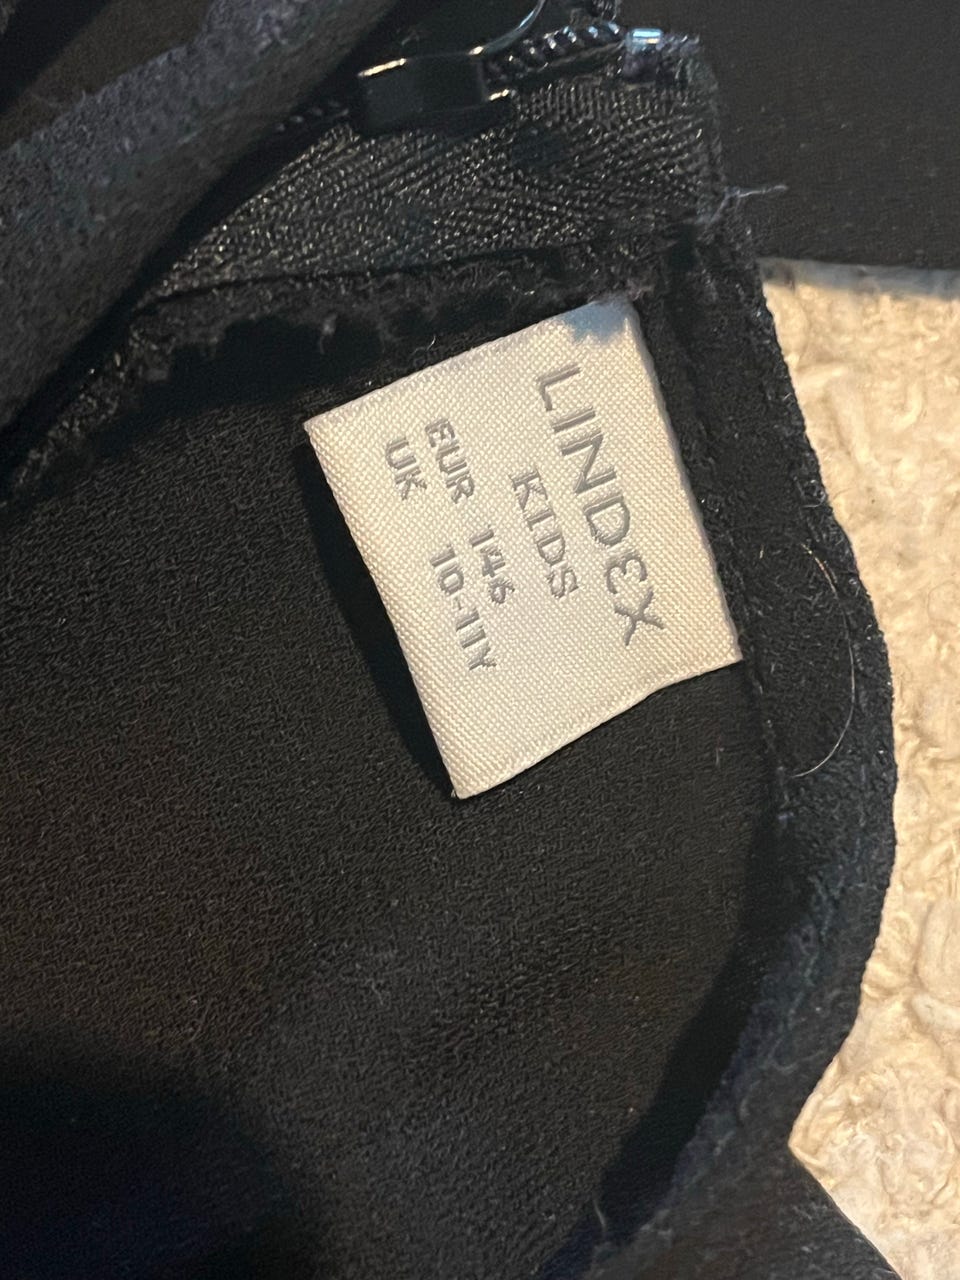 LINDEX
KIDS
EUR 146
UK 10-11Y